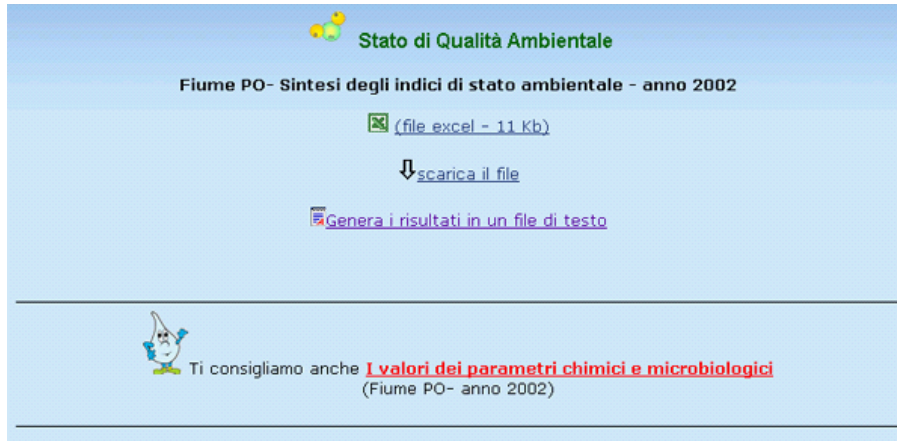 Stato di Qualità Ambientale
Fiume PO- Sintesi degli indici di stato ambientale - anno 2002
(file excel - 11 Kb)
scarica il file
Genera i risultati in un file di testo
Ti consigliamo anche I valori dei parametri chimici e microbiologici
(Fiume PO- anno 2002)